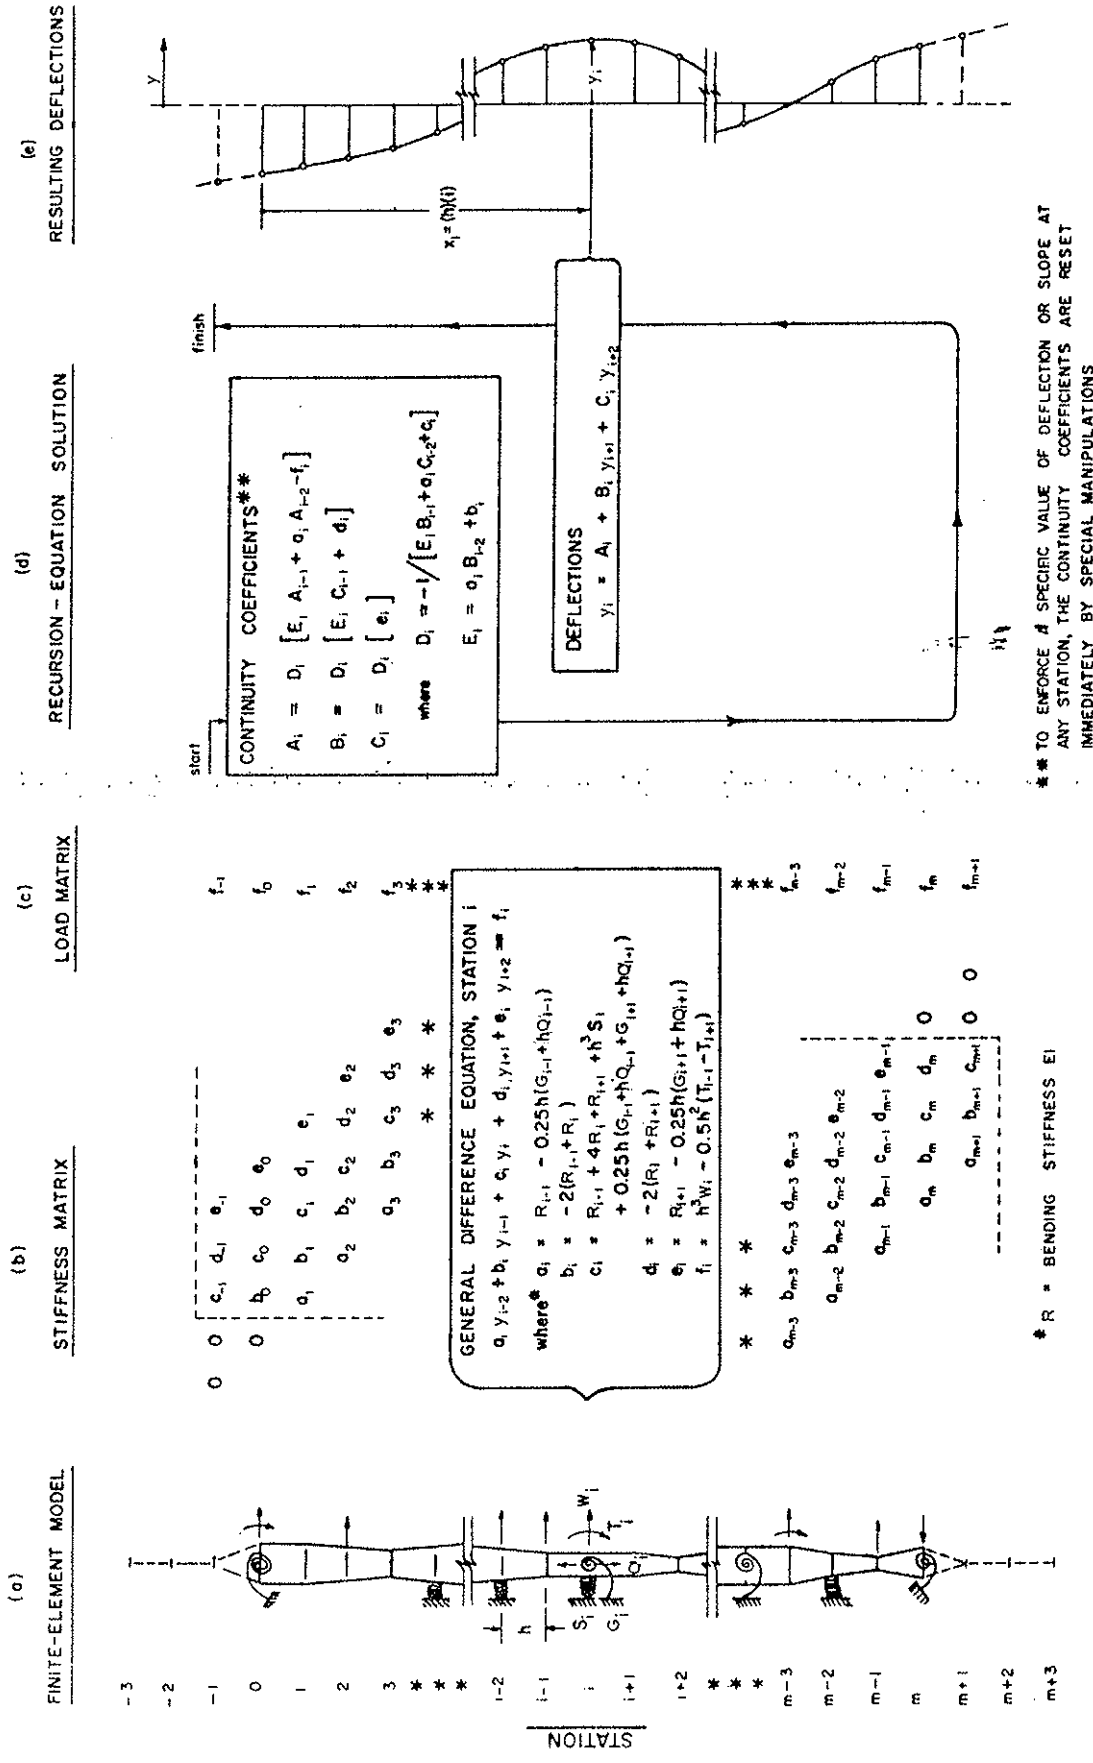 (a)
FINITE-ELEMENT MODEL
STATION
-3
-2
-1
0
1
2
3
*
*
*
i-2
i-1
i
i+1
i+2
*
*
*
m-3
m-2
m-1
m
m+1
m+2
m+3
h
S_i
G_i
Q_i
T_i
W_i
(b)
STIFFNESS MATRIX
0 0 c_-1 d_-1 e_-1
0 b_0 c_0 d_0 e_0
a_1 b_1 c_1 d_1 e_1
a_2 b_2 c_2 d_2 e_2
a_3 b_3 c_3 d_3 e_3
* * * *
GENERAL DIFFERENCE EQUATION, STATION i
a_i y_i-2 + b_i y_i-1 + c_i y_i + d_i y_i+1 + e_i y_i+2 = f_i
where* a_i = R_i-1 - 0.25h(G_i-1 + hQ_i-1)
b_i = -2(R_i-1 + R_i)
c_i = R_i-1 + 4R_i + R_i+1 + h³S_i
+ 0.25h(G_i-1 + hQ_i-1 + G_i+1 + hQ_i+1)
d_i = -2(R_i + R_i+1)
e_i = R_i+1 - 0.25h(G_i+1 + hQ_i+1)
f_i = h³W_i - 0.5h²(T_i-1 - T_i+1)
* * * *
a_m-3 b_m-3 c_m-3 d_m-3 e_m-3
a_m-2 b_m-2 c_m-2 d_m-2 e_m-2
a_m-1 b_m-1 c_m-1 d_m-1 e_m-1
a_m b_m c_m d_m 0
a_m+1 b_m+1 c_m+1 0 0
* R = BENDING STIFFNESS EI
(c)
LOAD MATRIX
f_-1
f_0
f_1
f_2
f_3
*
*
*
*
*
*
f_m-3
f_m-2
f_m-1
f_m
f_m+1
(d)
RECURSION-EQUATION SOLUTION
start
finish
CONTINUITY COEFFICIENTS**
A_i = D_i [E_i A_i-1 + a_i A_i-2 - f_i]
B_i = D_i [E_i C_i-1 + d_i]
C_i = D_i [e_i]
where D_i = -1/[E_i B_i-1 + a_i C_i-2 + c_i]
E_i = a_i B_i-2 + b_i
DEFLECTIONS
y_i = A_i + B_i y_i+1 + C_i y_i+2
** TO ENFORCE A SPECIFIC VALUE OF DEFLECTION OR SLOPE AT
ANY STATION, THE CONTINUITY COEFFICIENTS ARE RESET
IMMEDIATELY BY SPECIAL MANIPULATIONS
(e)
RESULTING DEFLECTIONS
y
x_i = (h)(i)
y_i